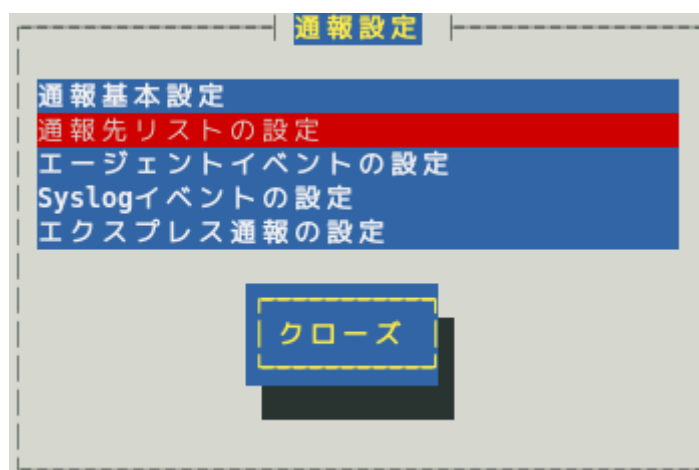 通報設定
通報基本設定
通報先リストの設定
エージェントイベントの設定
Syslogイベントの設定
エクスプレス通報の設定
クローズ